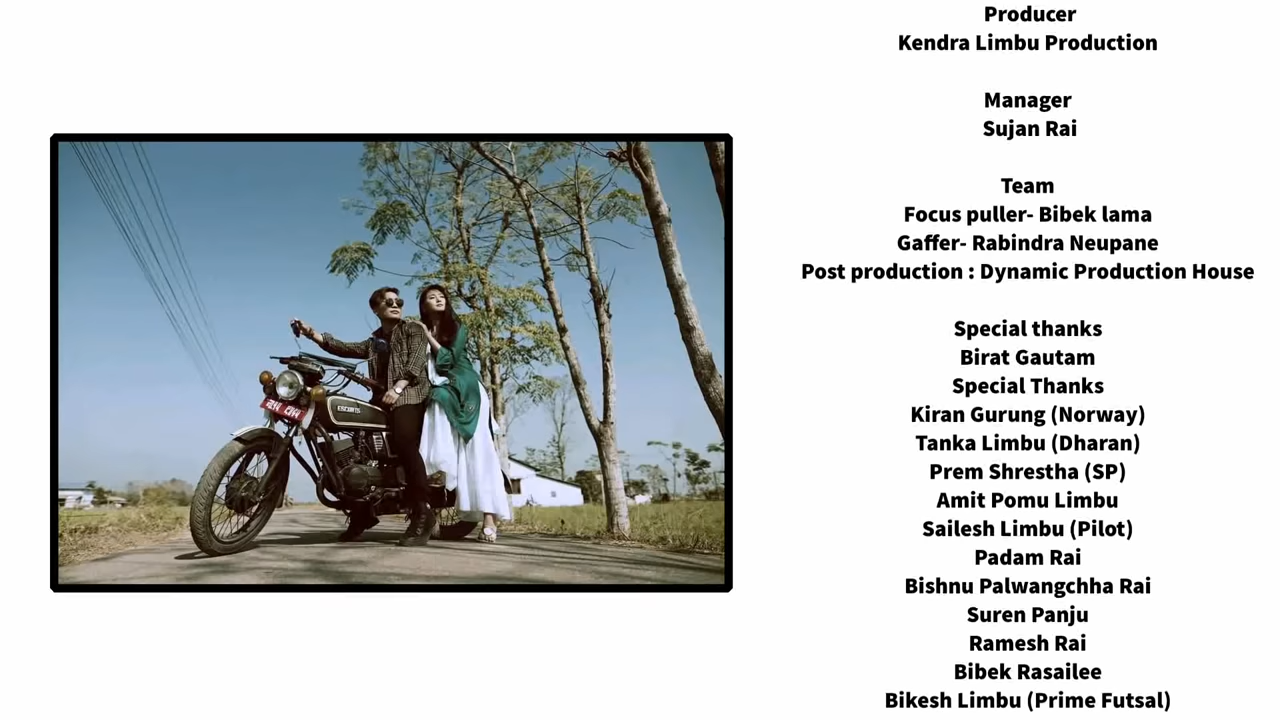 Producer
Kendra Limbu Production
Manager
Sujan Rai
Team
Focus puller- Bibek lama
Gaffer- Rabindra Neupane
Post production : Dynamic Production House
Special thanks
Birat Gautam
Special Thanks
Kiran Gurung (Norway)
Tanka Limbu (Dharan)
Prem Shrestha (SP)
Amit Pomu Limbu
Sailesh Limbu (Pilot)
Padam Rai
Bishnu Palwangchha Rai
Suren Panju
Ramesh Rai
Bibek Rasailee
Bikesh Limbu (Prime Futsal)
ESCORTS